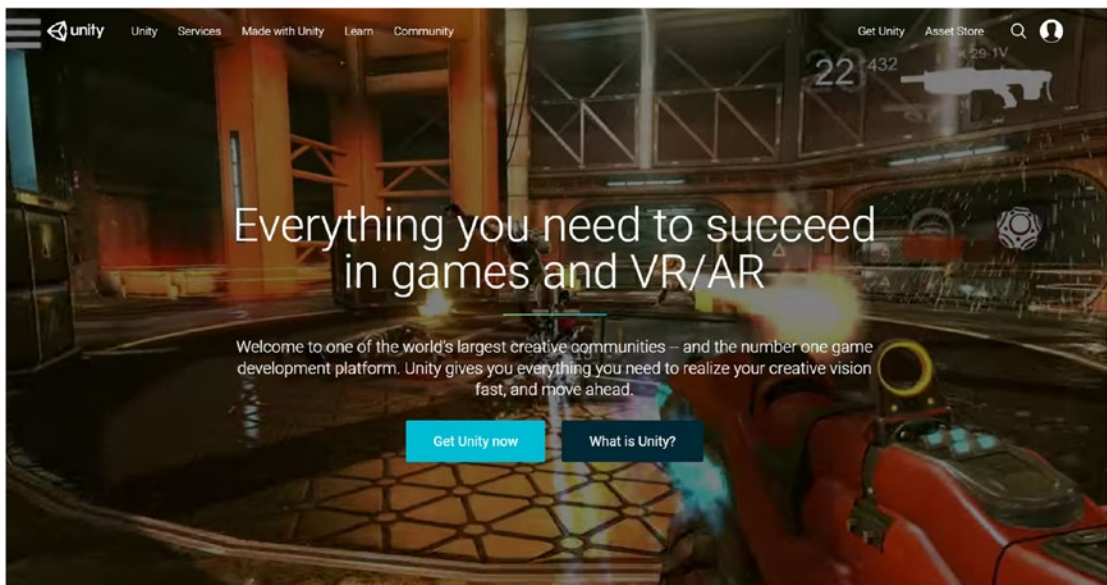 unity Unity Services Made with Unity Learn Community Get Unity Asset Store
22 432
K 29-1V
Everything you need to succeed
in games and VR/AR
Welcome to one of the world's largest creative communities – and the number one game
development platform. Unity gives you everything you need to realize your creative vision
fast, and move ahead.
Get Unity now What is Unity?